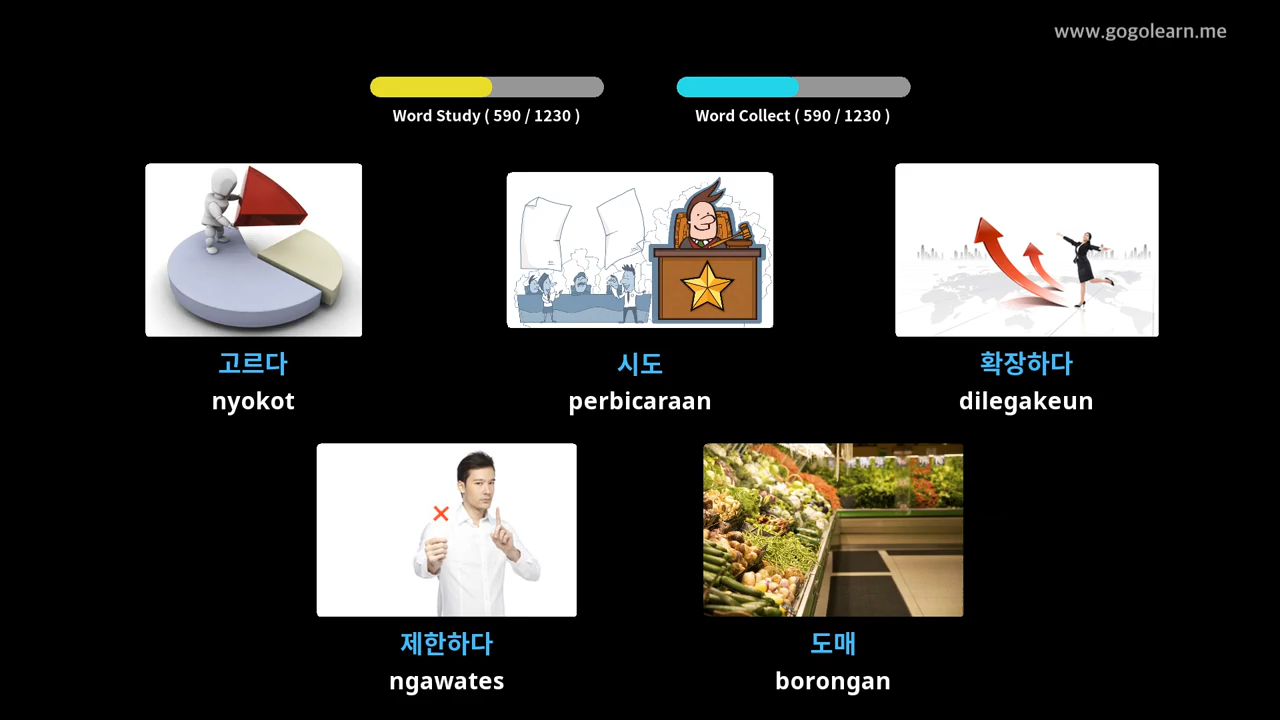 www.gogolearn.me
Word Study ( 590 / 1230 )
Word Collect ( 590 / 1230 )
고르다
nyokot
시도
perbicaraan
확장하다
dilegakeun
제한하다
ngawates
도매
borongan